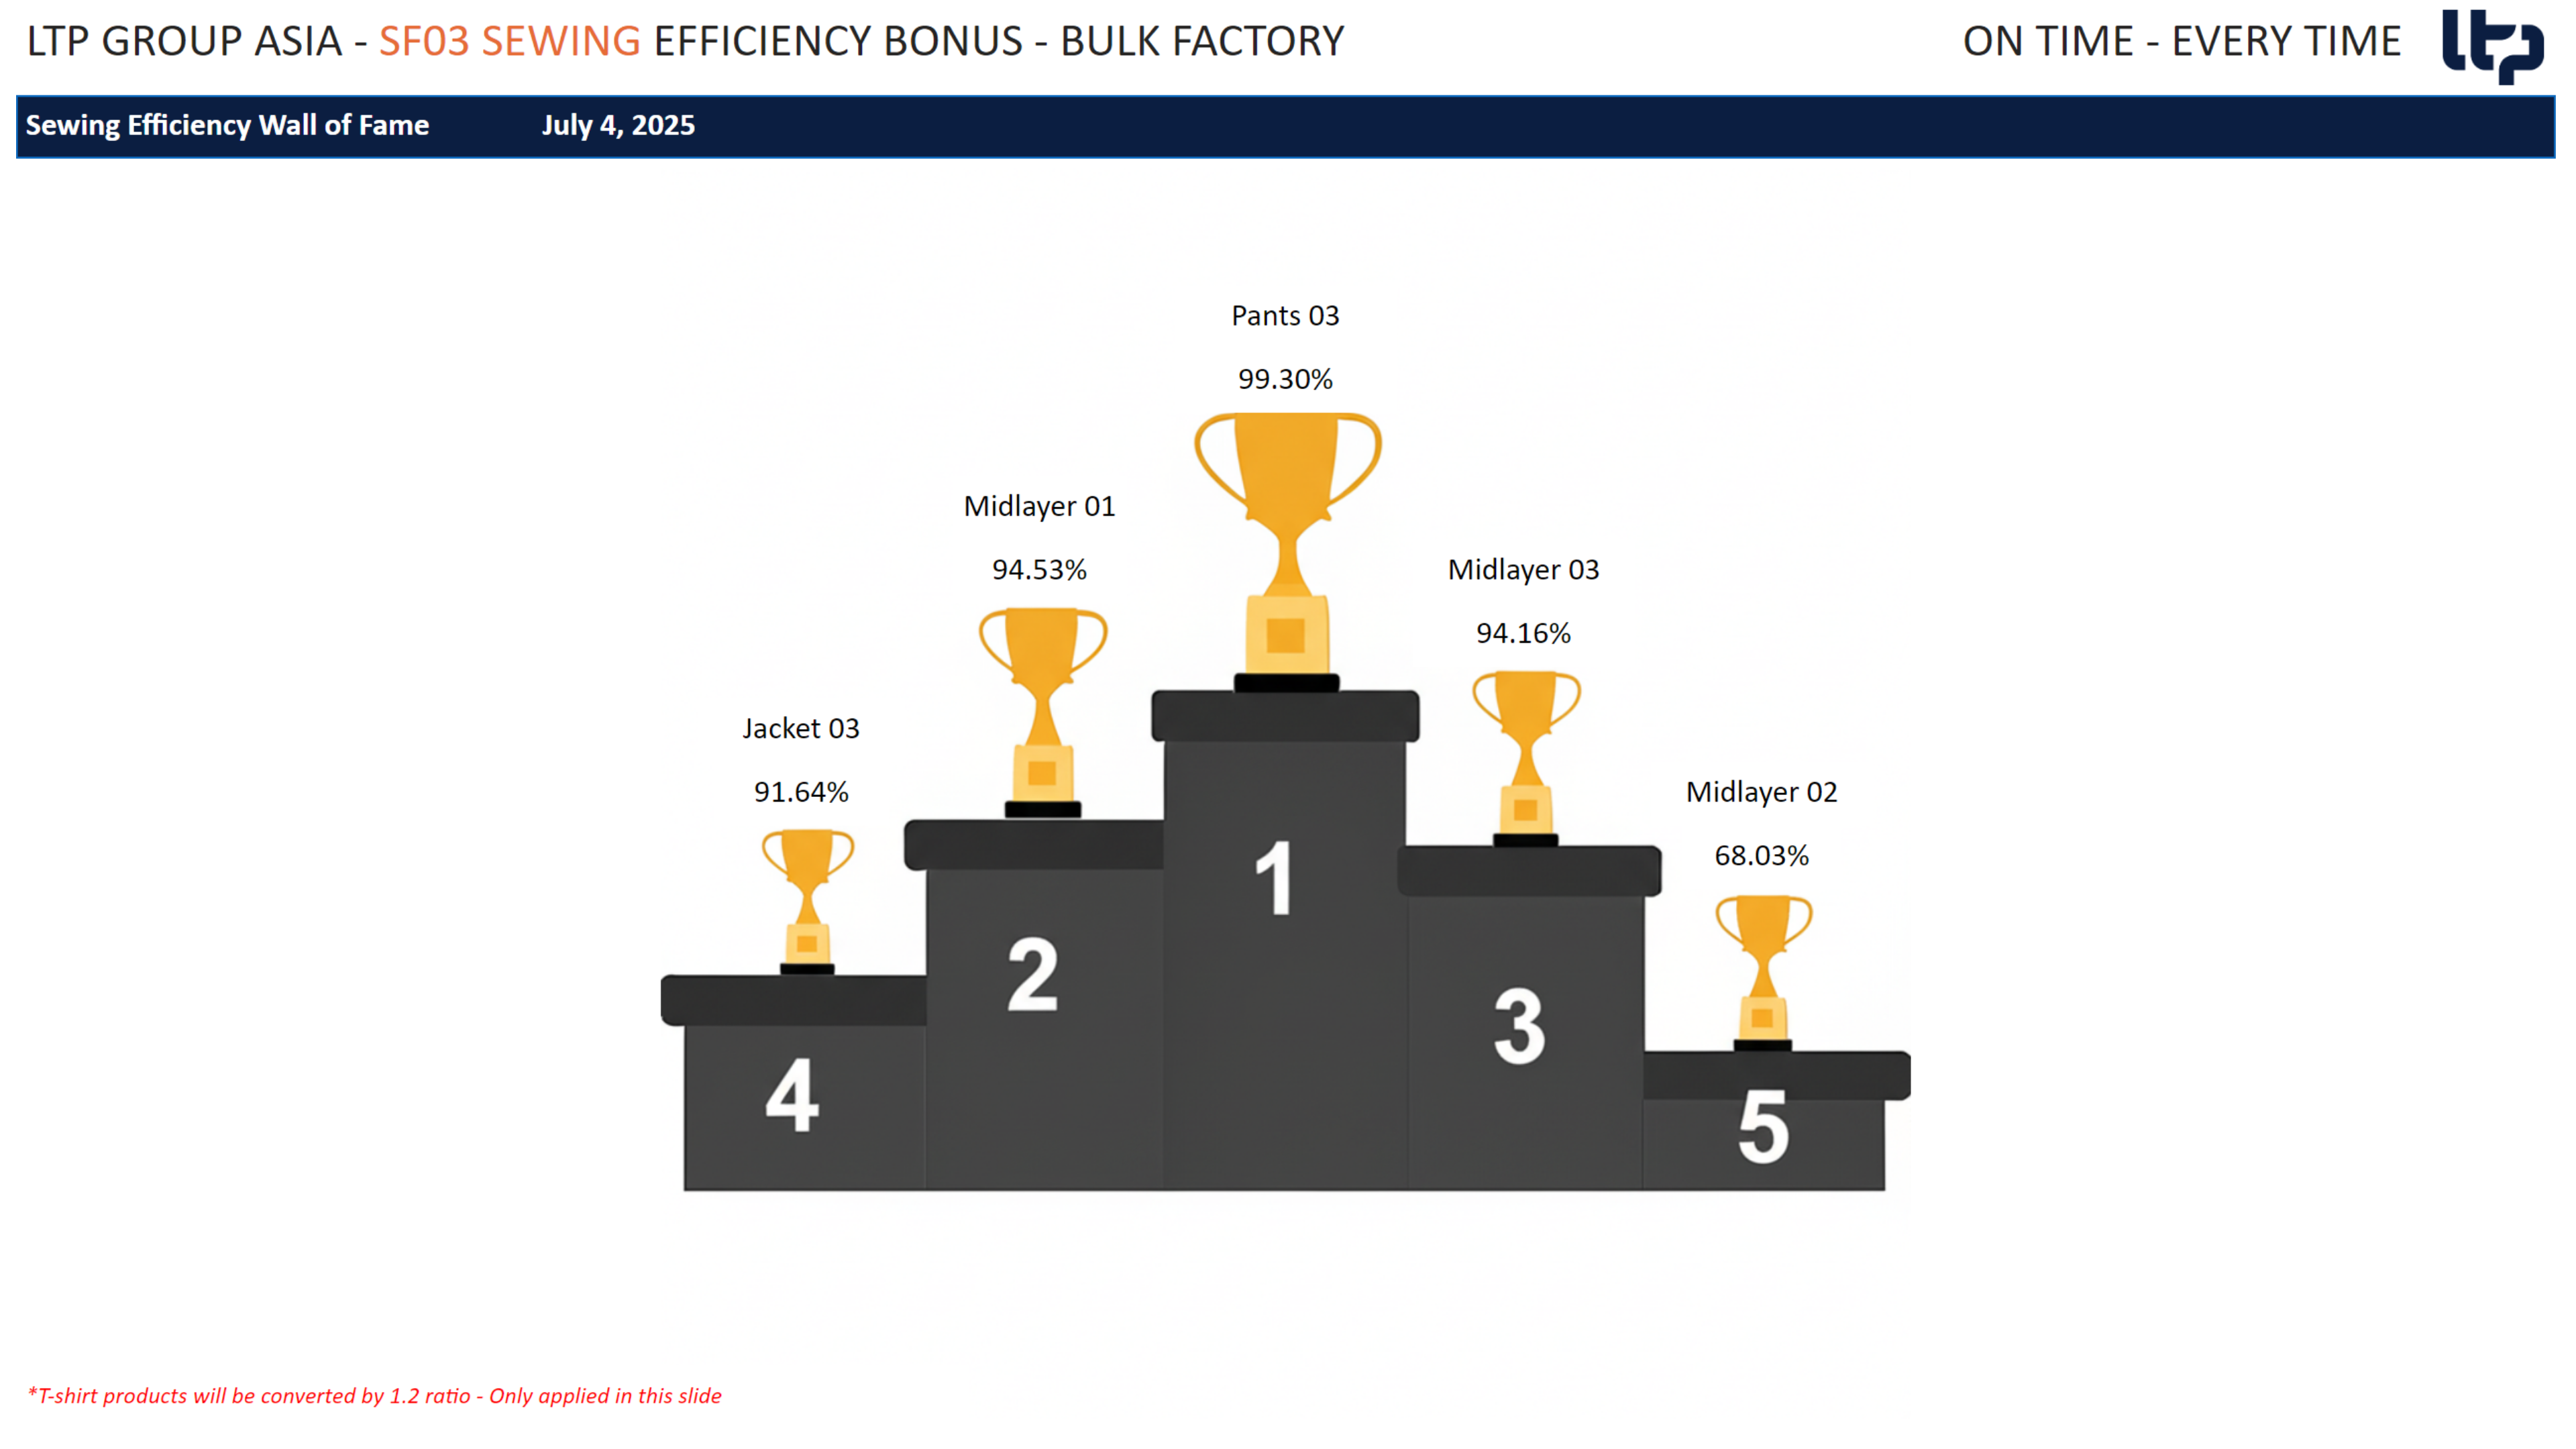 LTP GROUP ASIA - SF03 SEWING EFFICIENCY BONUS - BULK FACTORY
ON TIME - EVERY TIME
ltp
Sewing Efficiency Wall of Fame July 4, 2025
Pants 03
99.30%
Midlayer 01
94.53%
Midlayer 03
94.16%
Jacket 03
91.64%
Midlayer 02
68.03%
1
2
3
4
5
*T-shirt products will be converted by 1.2 ratio - Only applied in this slide